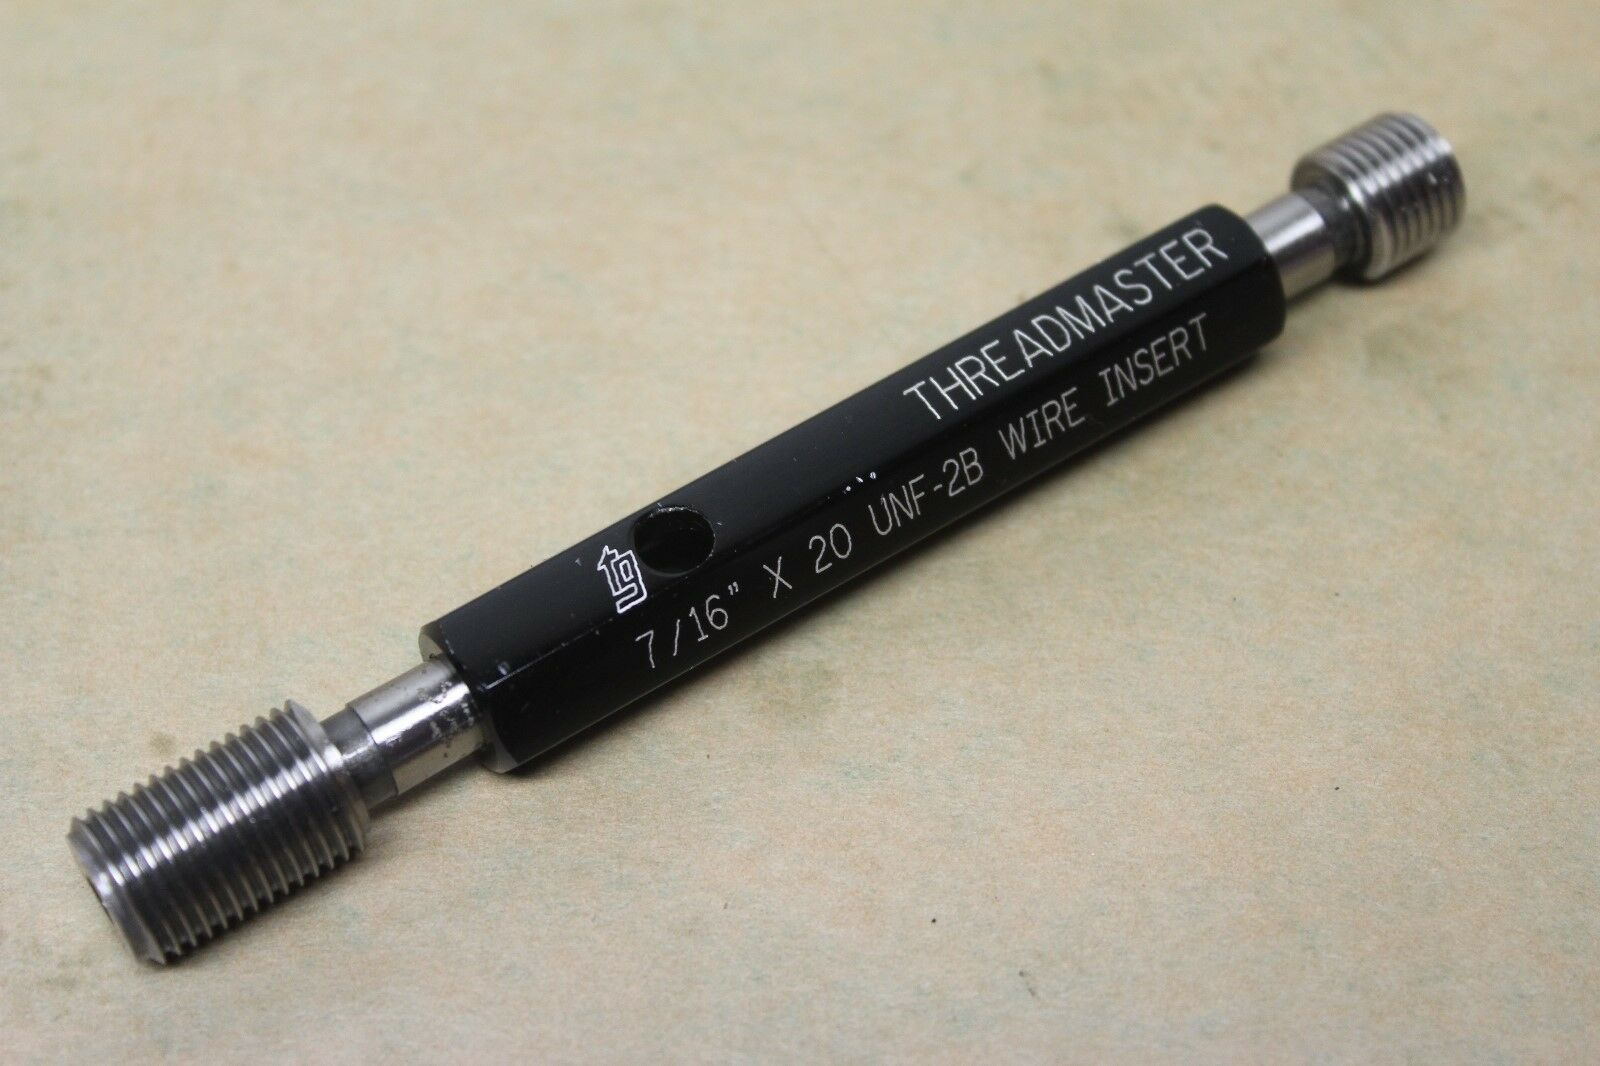 THREADMASTER
7/16" X 20 UNF-2B WIRE INSERT